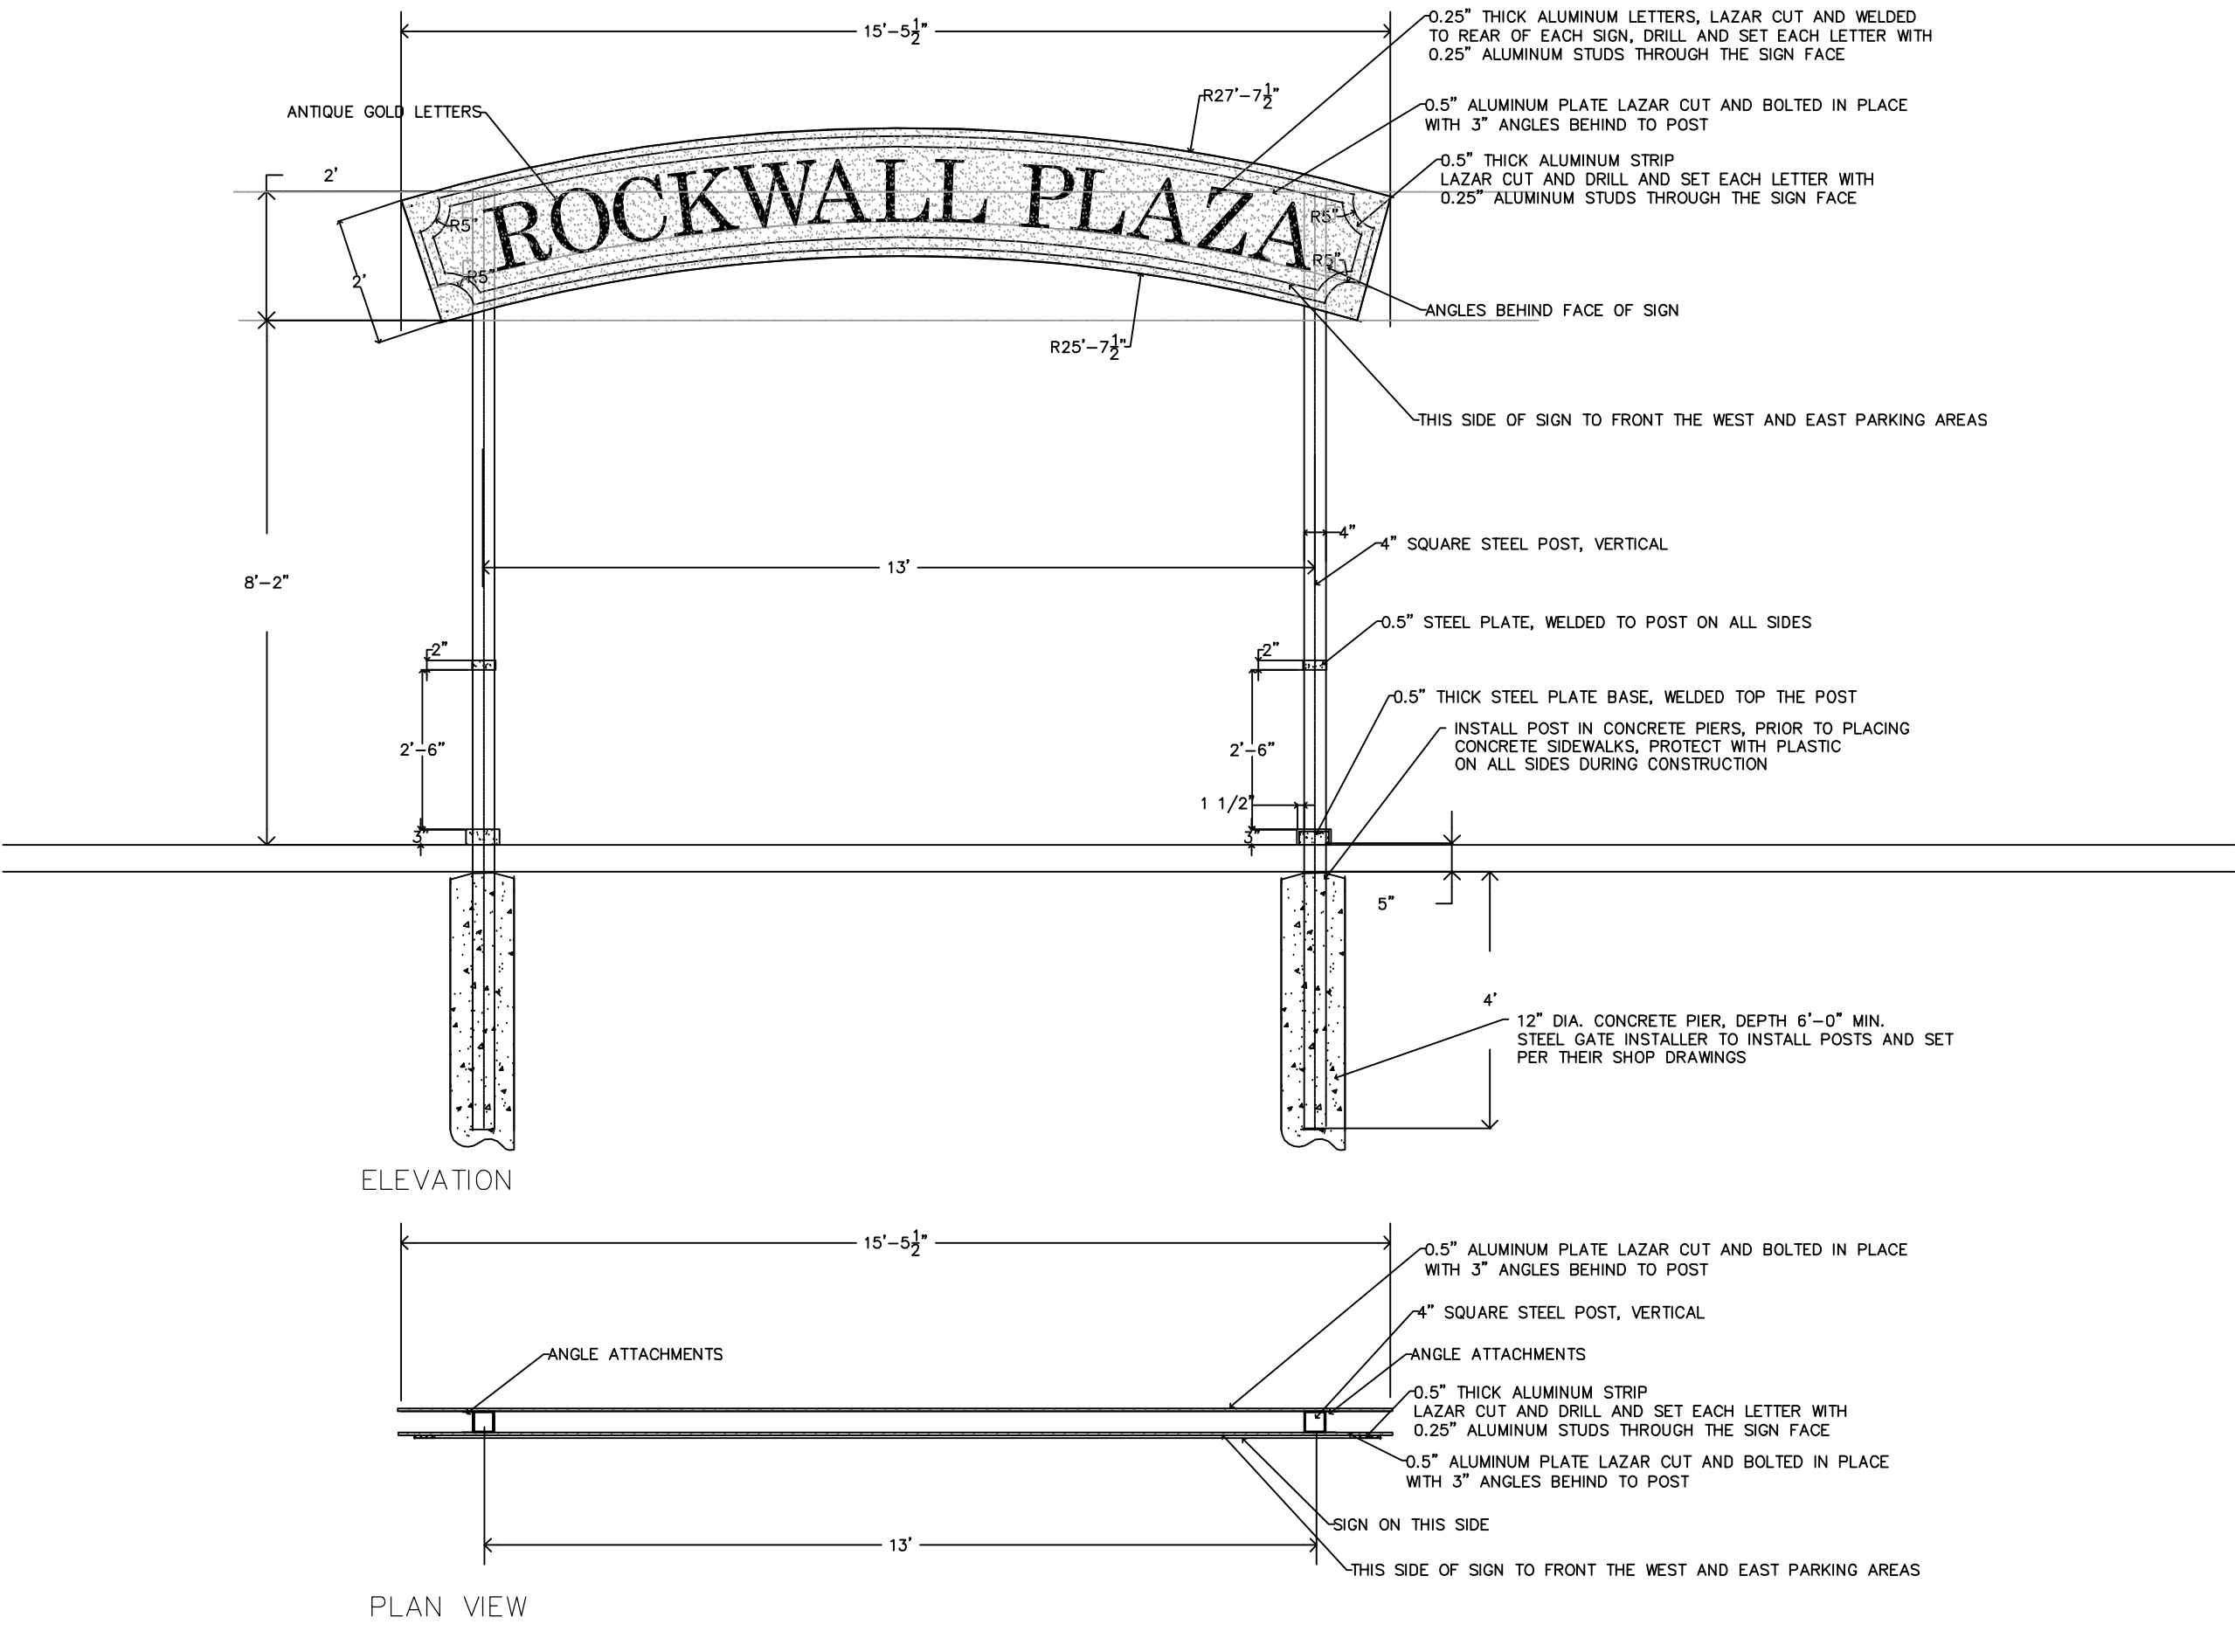 15'-5½"
0.25" THICK ALUMINUM LETTERS, LAZAR CUT AND WELDED
TO REAR OF EACH SIGN, DRILL AND SET EACH LETTER WITH
0.25" ALUMINUM STUDS THROUGH THE SIGN FACE
R27'-7½"
ANTIQUE GOLD LETTERS
0.5" ALUMINUM PLATE LAZAR CUT AND BOLTED IN PLACE
WITH 3" ANGLES BEHIND TO POST
0.5" THICK ALUMINUM STRIP
LAZAR CUT AND DRILL AND SET EACH LETTER WITH
0.25" ALUMINUM STUDS THROUGH THE SIGN FACE
2'
ROCKWALL PLAZA
R5"
R5"
R5"
R5"
2'
ANGLES BEHIND FACE OF SIGN
R25'-7½"
THIS SIDE OF SIGN TO FRONT THE WEST AND EAST PARKING AREAS
4"
4" SQUARE STEEL POST, VERTICAL
13'
8'-2"
0.5" STEEL PLATE, WELDED TO POST ON ALL SIDES
2"
2"
0.5" THICK STEEL PLATE BASE, WELDED TOP THE POST
INSTALL POST IN CONCRETE PIERS, PRIOR TO PLACING
CONCRETE SIDEWALKS, PROTECT WITH PLASTIC
ON ALL SIDES DURING CONSTRUCTION
2'-6"
2'-6"
1 1/2"
3"
3"
5"
4'
12" DIA. CONCRETE PIER, DEPTH 6'-0" MIN.
STEEL GATE INSTALLER TO INSTALL POSTS AND SET
PER THEIR SHOP DRAWINGS
ELEVATION
15'-5½"
0.5" ALUMINUM PLATE LAZAR CUT AND BOLTED IN PLACE
WITH 3" ANGLES BEHIND TO POST
4" SQUARE STEEL POST, VERTICAL
ANGLE ATTACHMENTS
ANGLE ATTACHMENTS
0.5" THICK ALUMINUM STRIP
LAZAR CUT AND DRILL AND SET EACH LETTER WITH
0.25" ALUMINUM STUDS THROUGH THE SIGN FACE
0.5" ALUMINUM PLATE LAZAR CUT AND BOLTED IN PLACE
WITH 3" ANGLES BEHIND TO POST
SIGN ON THIS SIDE
13'
THIS SIDE OF SIGN TO FRONT THE WEST AND EAST PARKING AREAS
PLAN VIEW